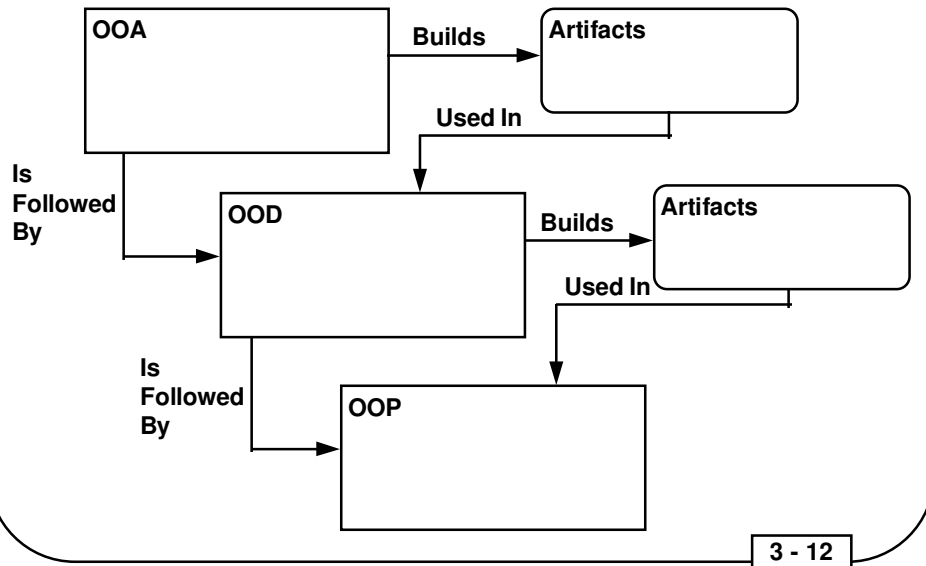 OOA
Builds
Artifacts
Used In
Is
Followed
By
OOD
Builds
Artifacts
Used In
Is
Followed
By
OOP
3 - 12